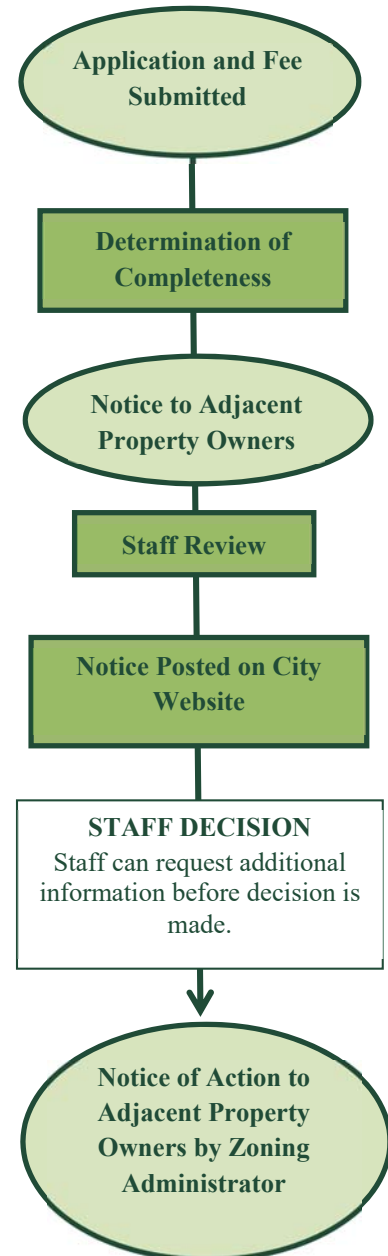 Application and Fee
Submitted
Determination of
Completeness
Notice to Adjacent
Property Owners
Staff Review
Notice Posted on City
Website
STAFF DECISION
Staff can request additional
information before decision is
made.
Notice of Action to
Adjacent Property
Owners by Zoning
Administrator